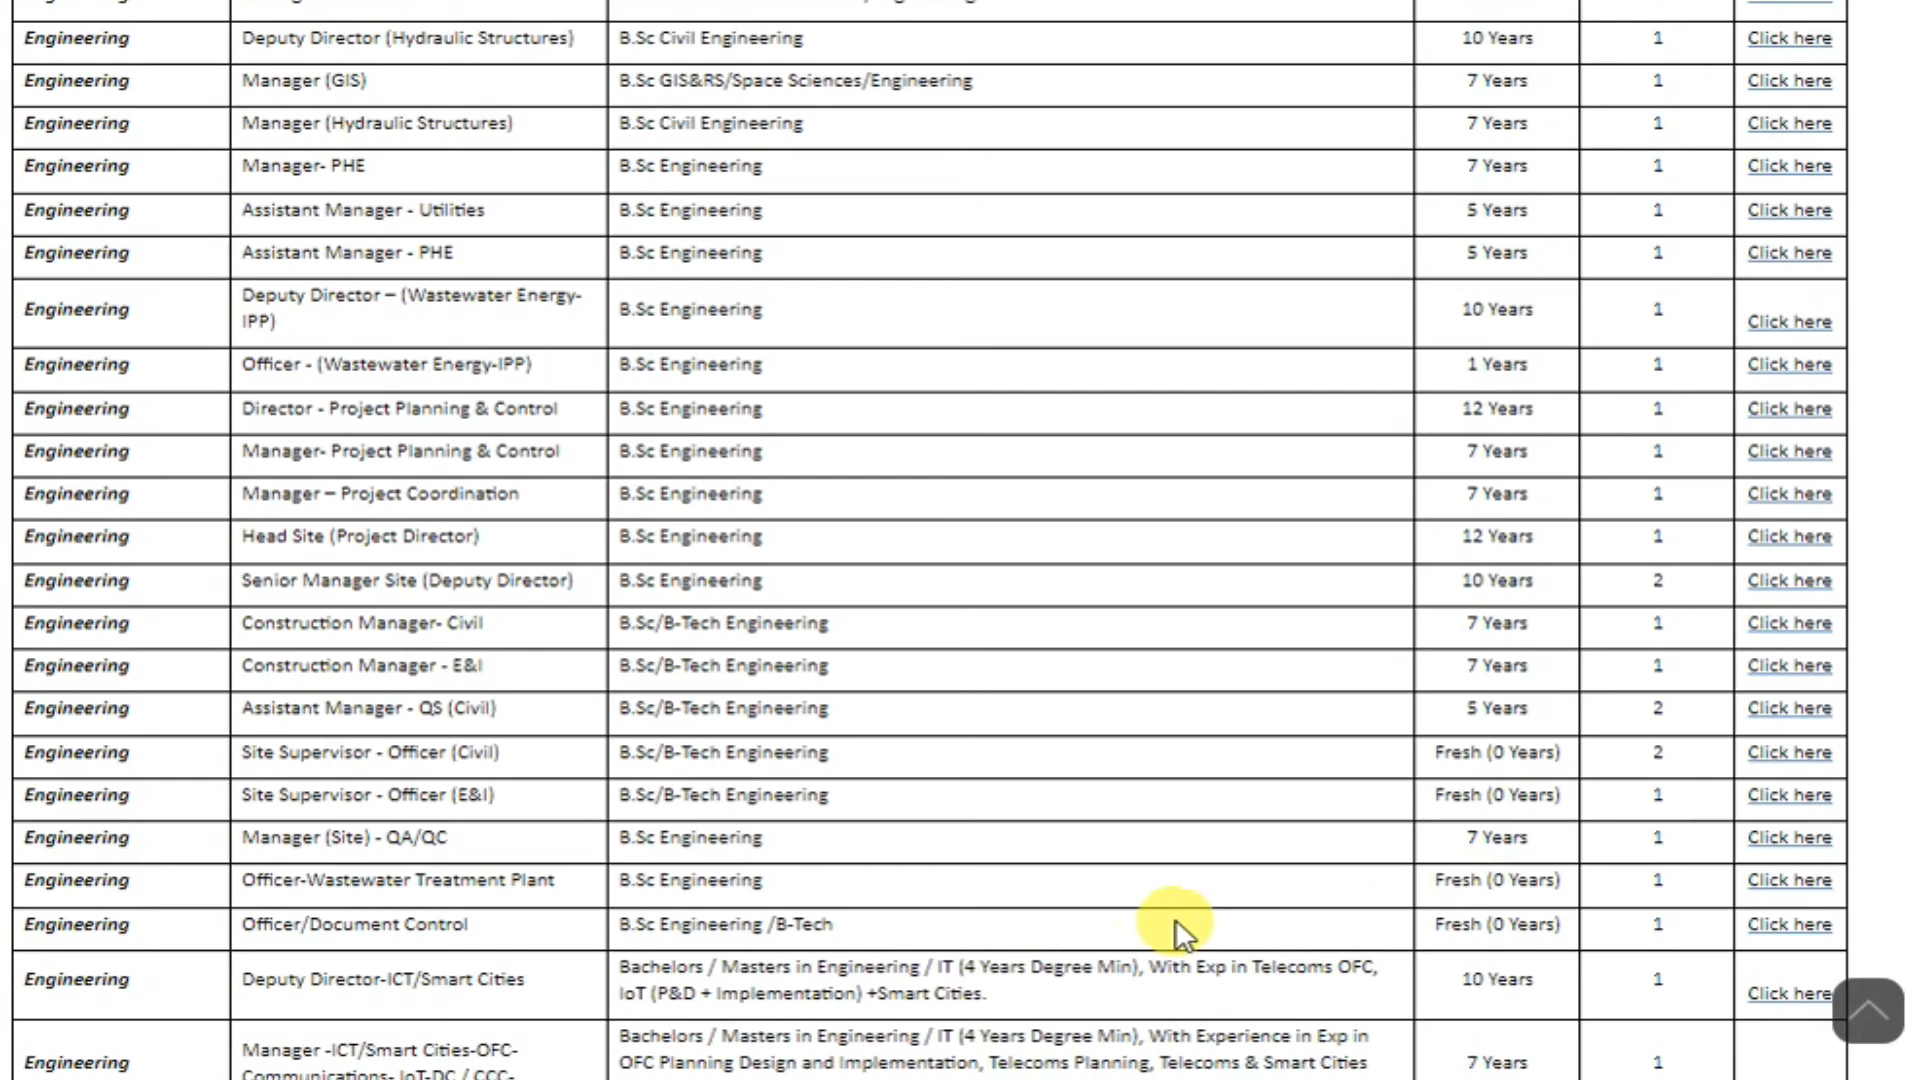 Engineering Deputy Director (Hydraulic Structures) B.Sc Civil Engineering 10 Years 1 Click here
Engineering Manager (GIS) B.Sc GIS&RS/Space Sciences/Engineering 7 Years 1 Click here
Engineering Manager (Hydraulic Structures) B.Sc Civil Engineering 7 Years 1 Click here
Engineering Manager- PHE B.Sc Engineering 7 Years 1 Click here
Engineering Assistant Manager - Utilities B.Sc Engineering 5 Years 1 Click here
Engineering Assistant Manager - PHE B.Sc Engineering 5 Years 1 Click here
Deputy Director – (Wastewater Energy-
Engineering B.Sc Engineering 10 Years 1
IPP) Click here
Engineering Officer - (Wastewater Energy-IPP) B.Sc Engineering 1 Years 1 Click here
Engineering Director - Project Planning & Control B.Sc Engineering 12 Years 1 Click here
Engineering Manager- Project Planning & Control B.Sc Engineering 7 Years 1 Click here
Engineering Manager – Project Coordination B.Sc Engineering 7 Years 1 Click here
Engineering Head Site (Project Director) B.Sc Engineering 12 Years 1 Click here
Engineering Senior Manager Site (Deputy Director) B.Sc Engineering 10 Years 2 Click here
Engineering Construction Manager- Civil B.Sc/B-Tech Engineering 7 Years 1 Click here
Engineering Construction Manager - E&I B.Sc/B-Tech Engineering 7 Years 1 Click here
Engineering Assistant Manager - QS (Civil) B.Sc/B-Tech Engineering 5 Years 2 Click here
Engineering Site Supervisor - Officer (Civil) B.Sc/B-Tech Engineering Fresh (0 Years) 2 Click here
Engineering Site Supervisor - Officer (E&I) B.Sc/B-Tech Engineering Fresh (0 Years) 1 Click here
Engineering Manager (Site) - QA/QC B.Sc Engineering 7 Years 1 Click here
Engineering Officer-Wastewater Treatment Plant B.Sc Engineering Fresh (0 Years) 1 Click here
Engineering Officer/Document Control B.Sc Engineering /B-Tech Fresh (0 Years) 1 Click here
Bachelors / Masters in Engineering / IT (4 Years Degree Min), With Exp in Telecoms OFC,
Engineering Deputy Director-ICT/Smart Cities 10 Years 1
IoT (P&D + Implementation) +Smart Cities. Click here
Bachelors / Masters in Engineering / IT (4 Years Degree Min), With Experience in Exp in
Manager -ICT/Smart Cities-OFC-
Engineering OFC Planning Design and Implementation, Telecoms Planning, Telecoms & Smart Cities 7 Years 1
Communications- IoT-DC / CCC-